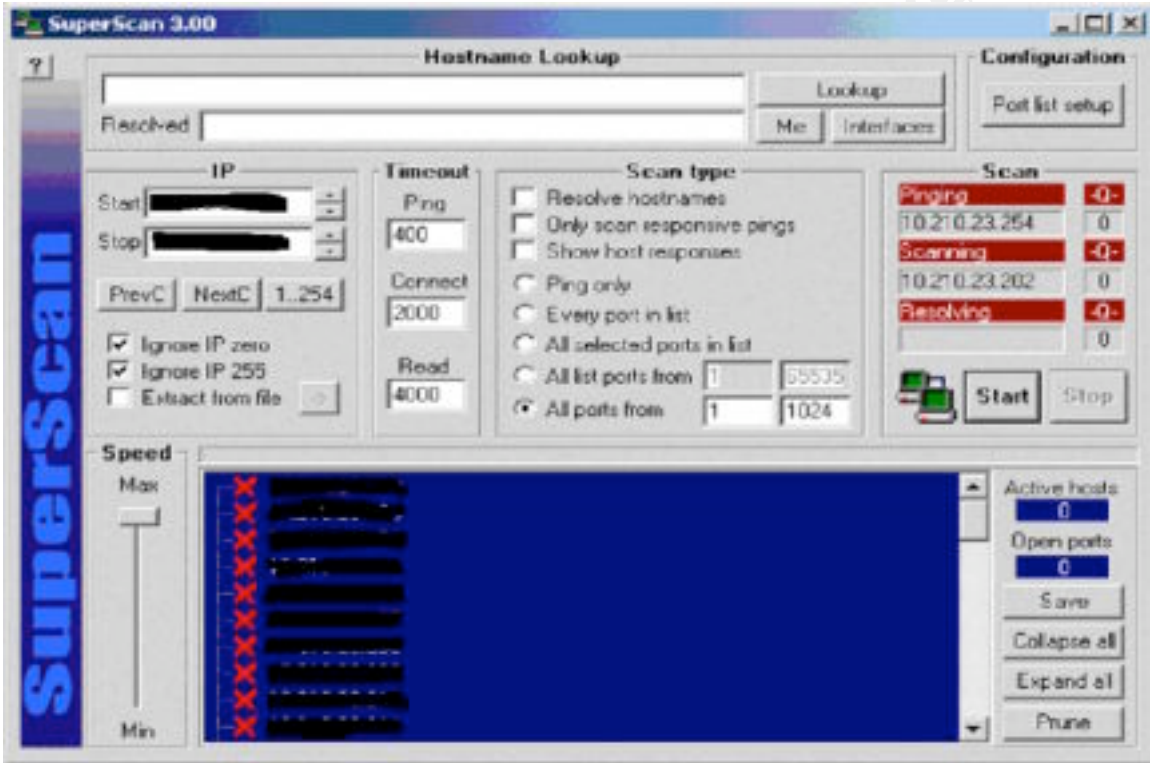 SuperScan 3.00
?
Hostname Lookup
Lookup
Resolved
Me
Interfaces
Configuration
Port list setup
IP
Start
Stop
PrevC
NextC
1..254
Ignore IP zero
Ignore IP 255
Extract from file
->
Timeout
Ping
400
Connect
2000
Read
4000
Scan type
Resolve hostnames
Only scan responsive pings
Show host responses
Ping only
Every port in list
All selected ports in list
All list ports from 1 65535
All ports from 1 1024
Scan
Pinging -Q-
10.210.23.254 0
Scanning -Q-
10.210.23.202 0
Resolving -Q-
0
Start
Stop
SuperScan
Speed
Max
Min
Active hosts
0
Open ports
0
Save
Collapse all
Expand all
Prune